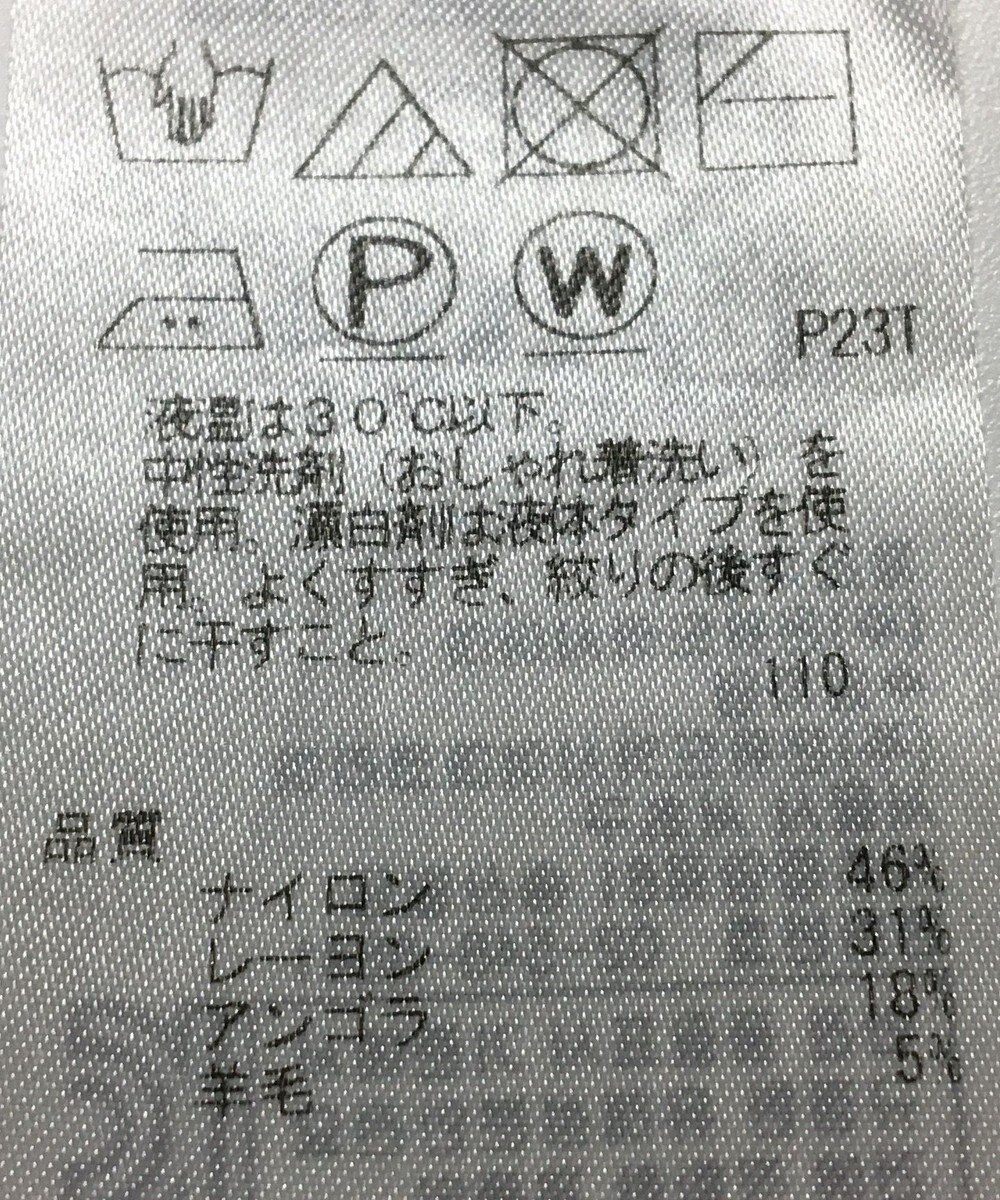 P
W
P23T
液温は30℃以下。
中性洗剤（おしゃれ着洗い）を
使用。漂白剤は液体タイプを使
用。よくすすぎ、絞りの後すぐ
に干すこと。
110
品質
ナイロン 46%
レーヨン 31%
アンゴラ 18%
羊毛 5%